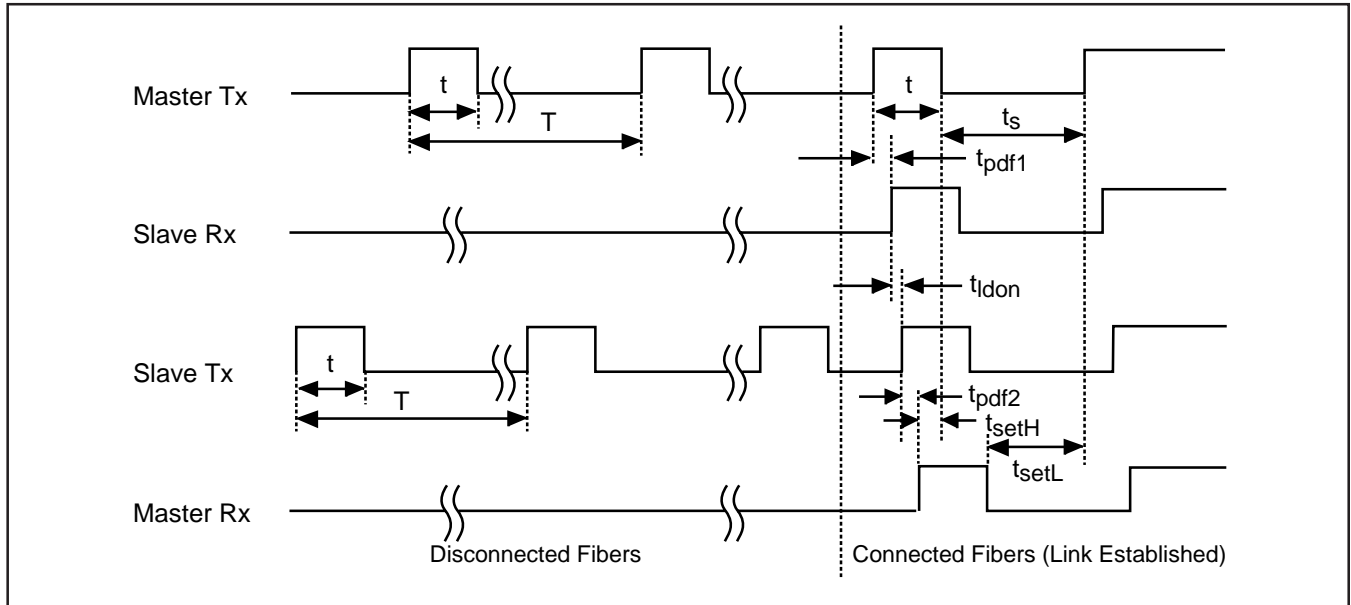 Master Tx
t
T
t
ts
tpdf1
Slave Rx
tldon
Slave Tx
t
T
tpdf2
tsetH
tsetL
Master Rx
Disconnected Fibers
Connected Fibers (Link Established)